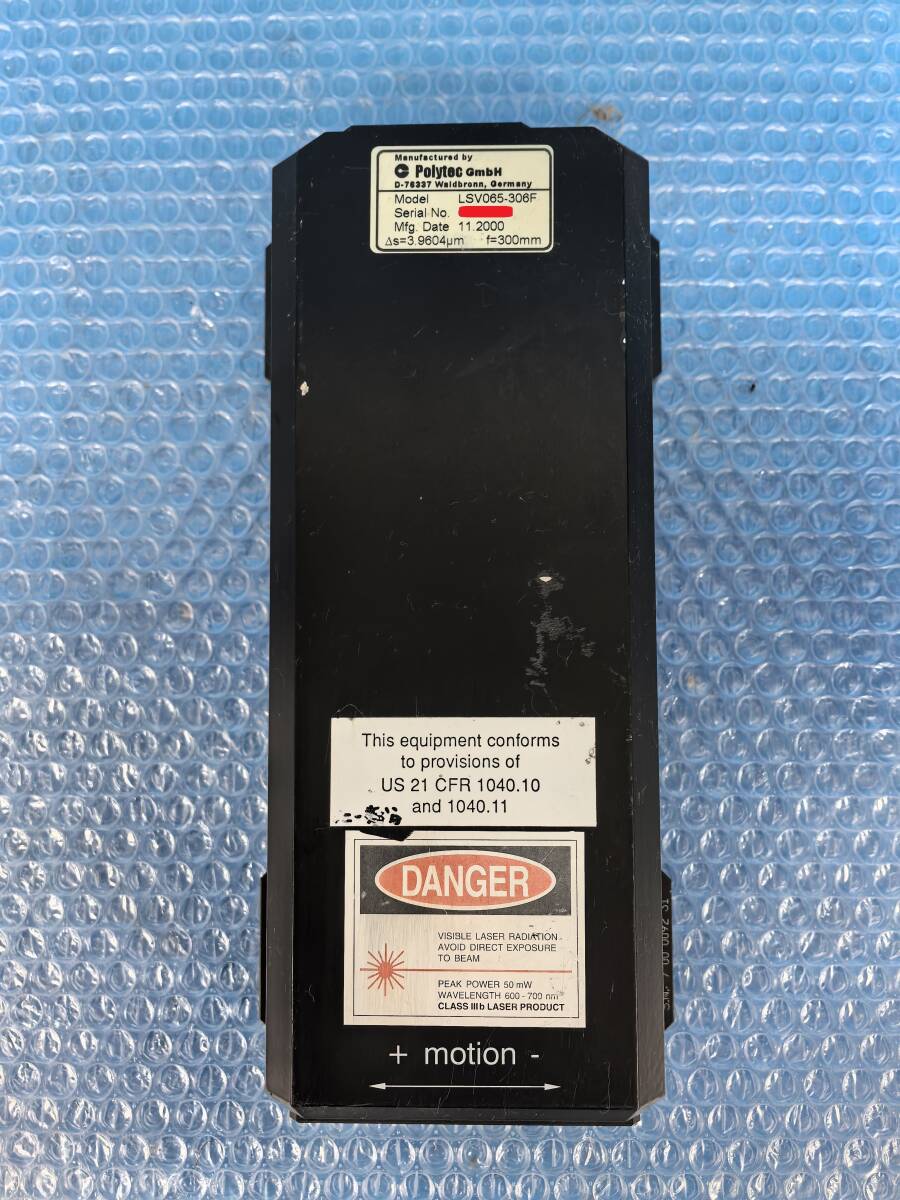 Manufactured by
Polytec GmbH
D-76337 Waldbronn, Germany
Model LSV065-306F
Serial No.
Mfg. Date 11.2000
Δs=3.9604µm f=300mm
This equipment conforms
to provisions of
US 21 CFR 1040.10
and 1040.11
DANGER
VISIBLE LASER RADIATION
AVOID DIRECT EXPOSURE
TO BEAM
PEAK POWER 50 mW
WAVELENGTH 600 - 700 nm
CLASS IIIb LASER PRODUCT
+ motion -